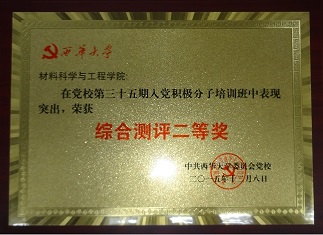 西华大学
材料科学与工程学院:
在党校第三十五期入党积极分子培训班中表现
突出，荣获
综合测评二等奖
中共西华大学委员会党校
二〇一五年十二月八日